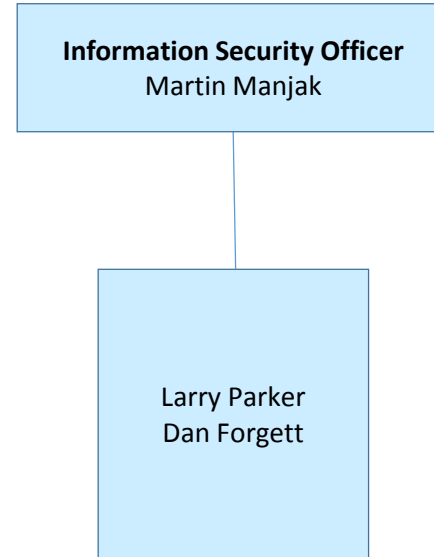 Information Security Officer
Martin Manjak
Larry Parker
Dan Forgett